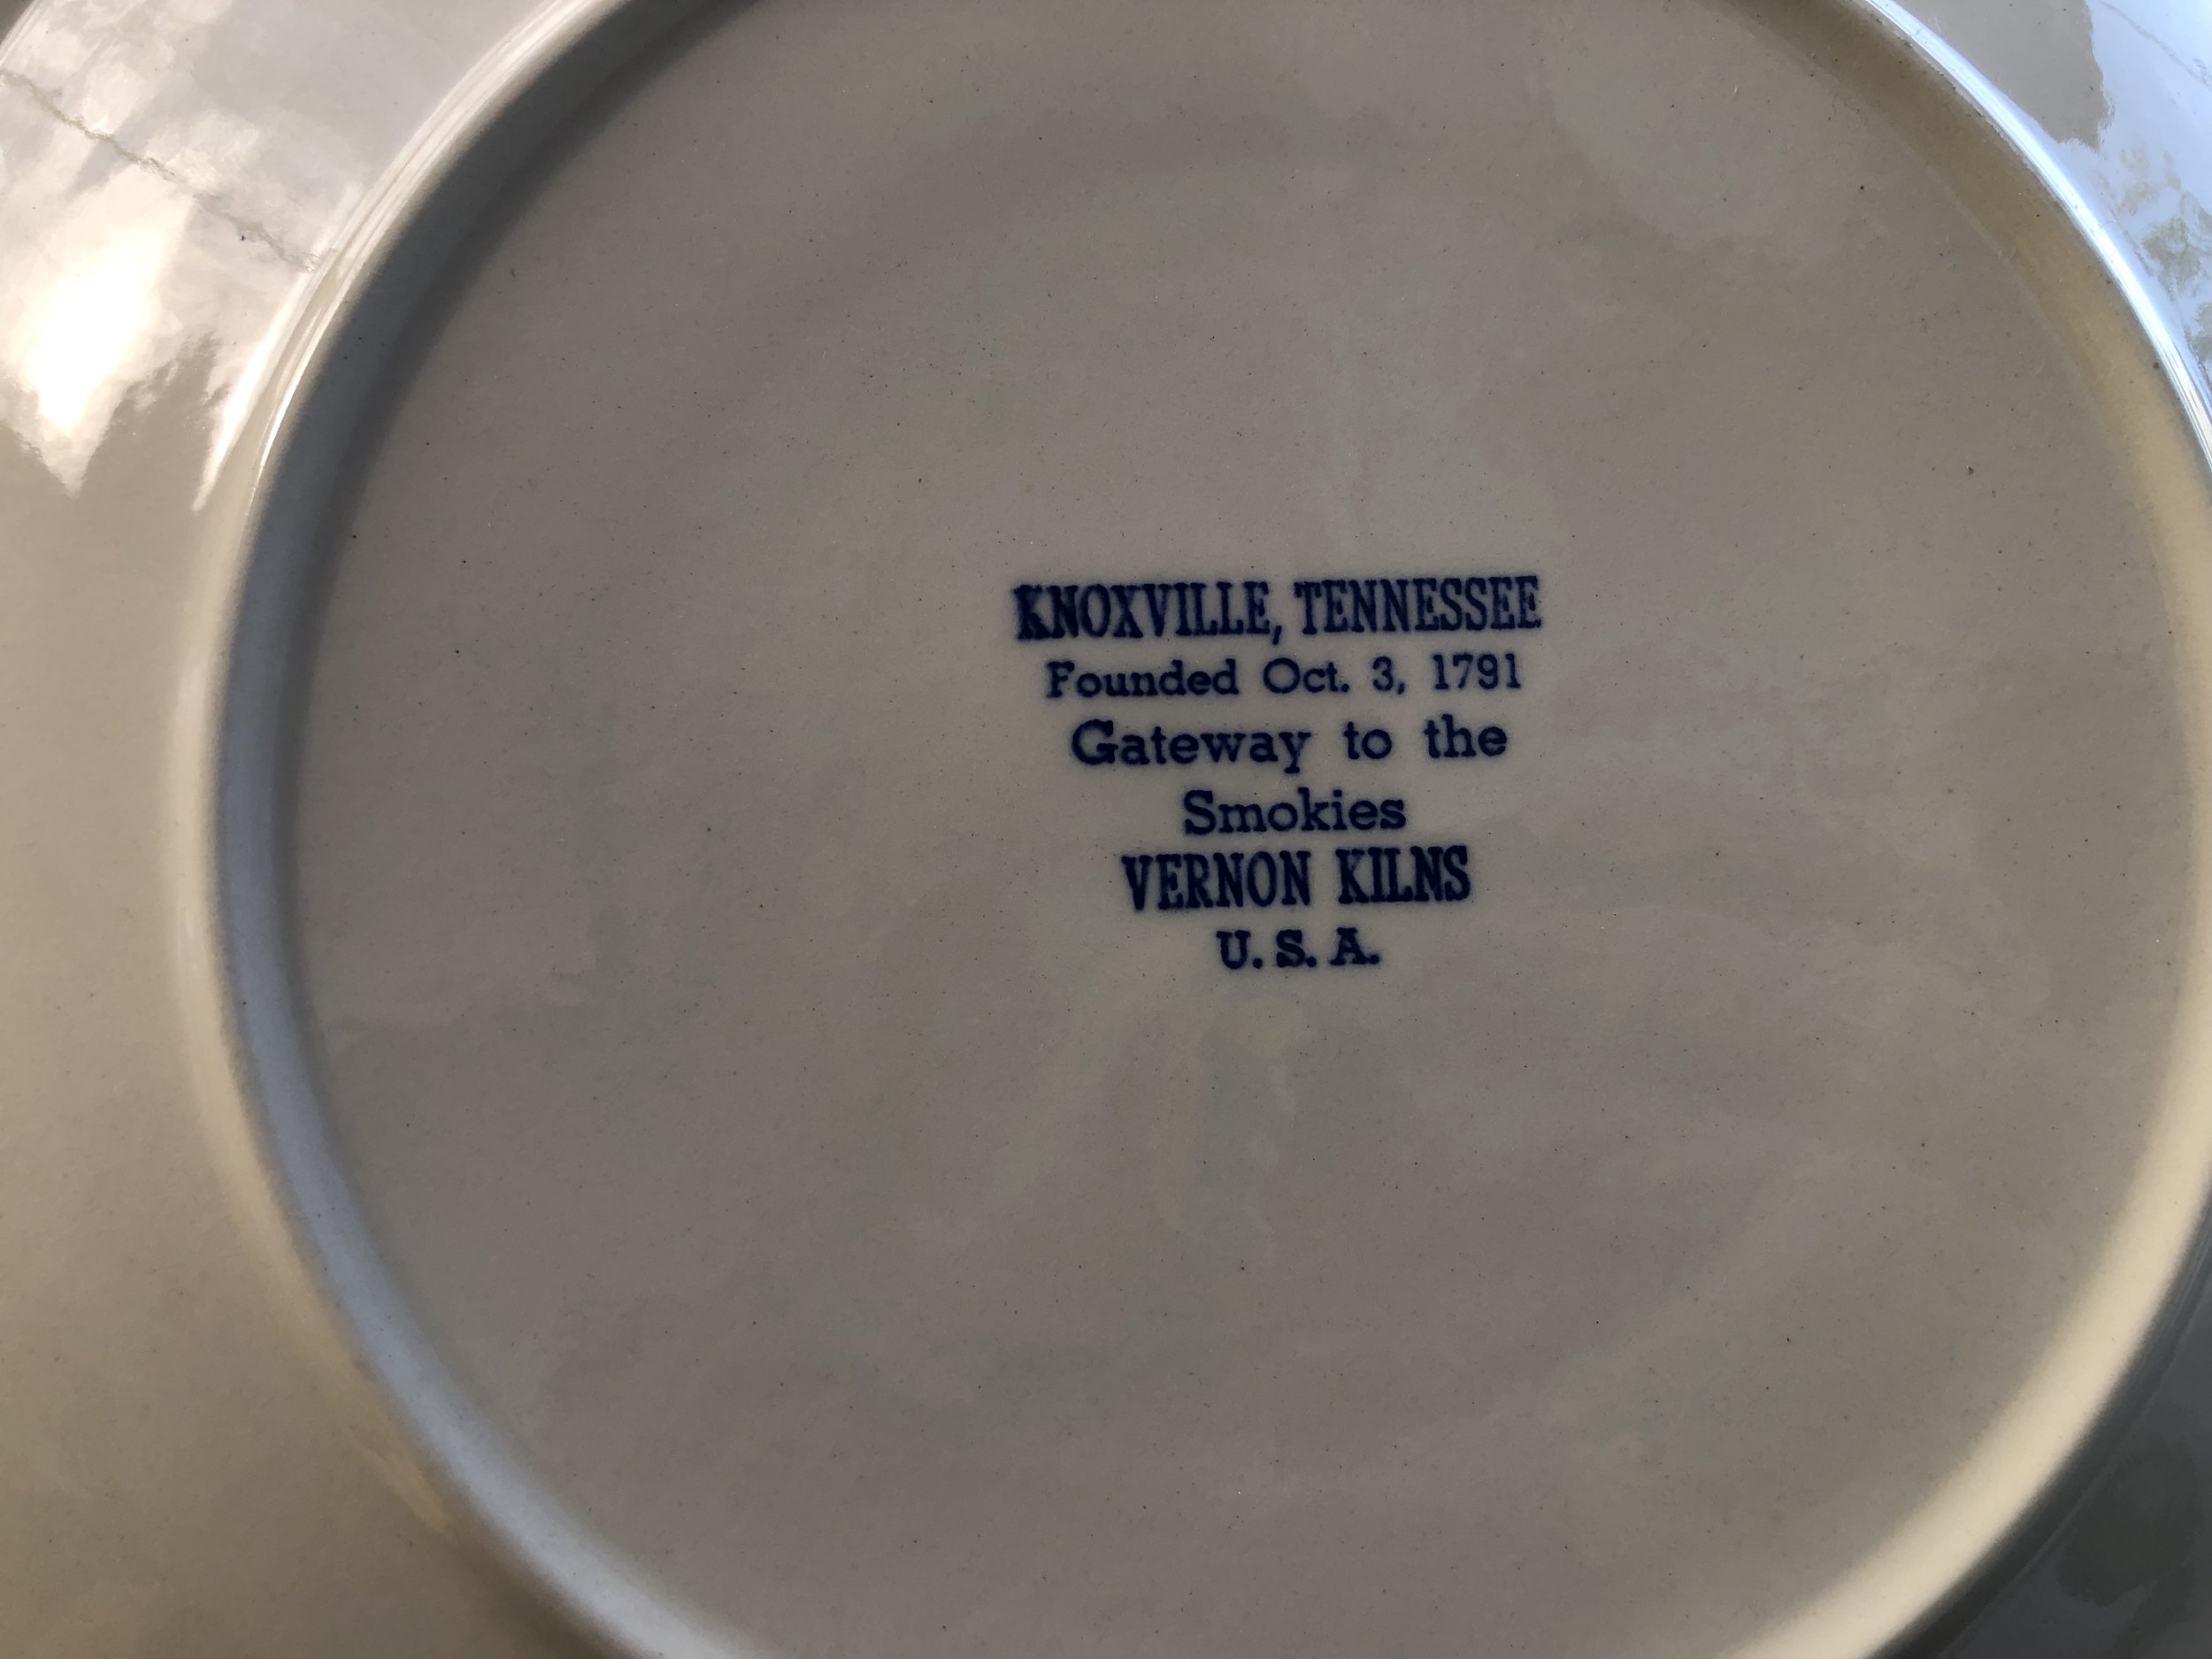 KNOXVILLE, TENNESSEE
Founded Oct. 3, 1791
Gateway to the
Smokies
VERNON KILNS
U. S. A.